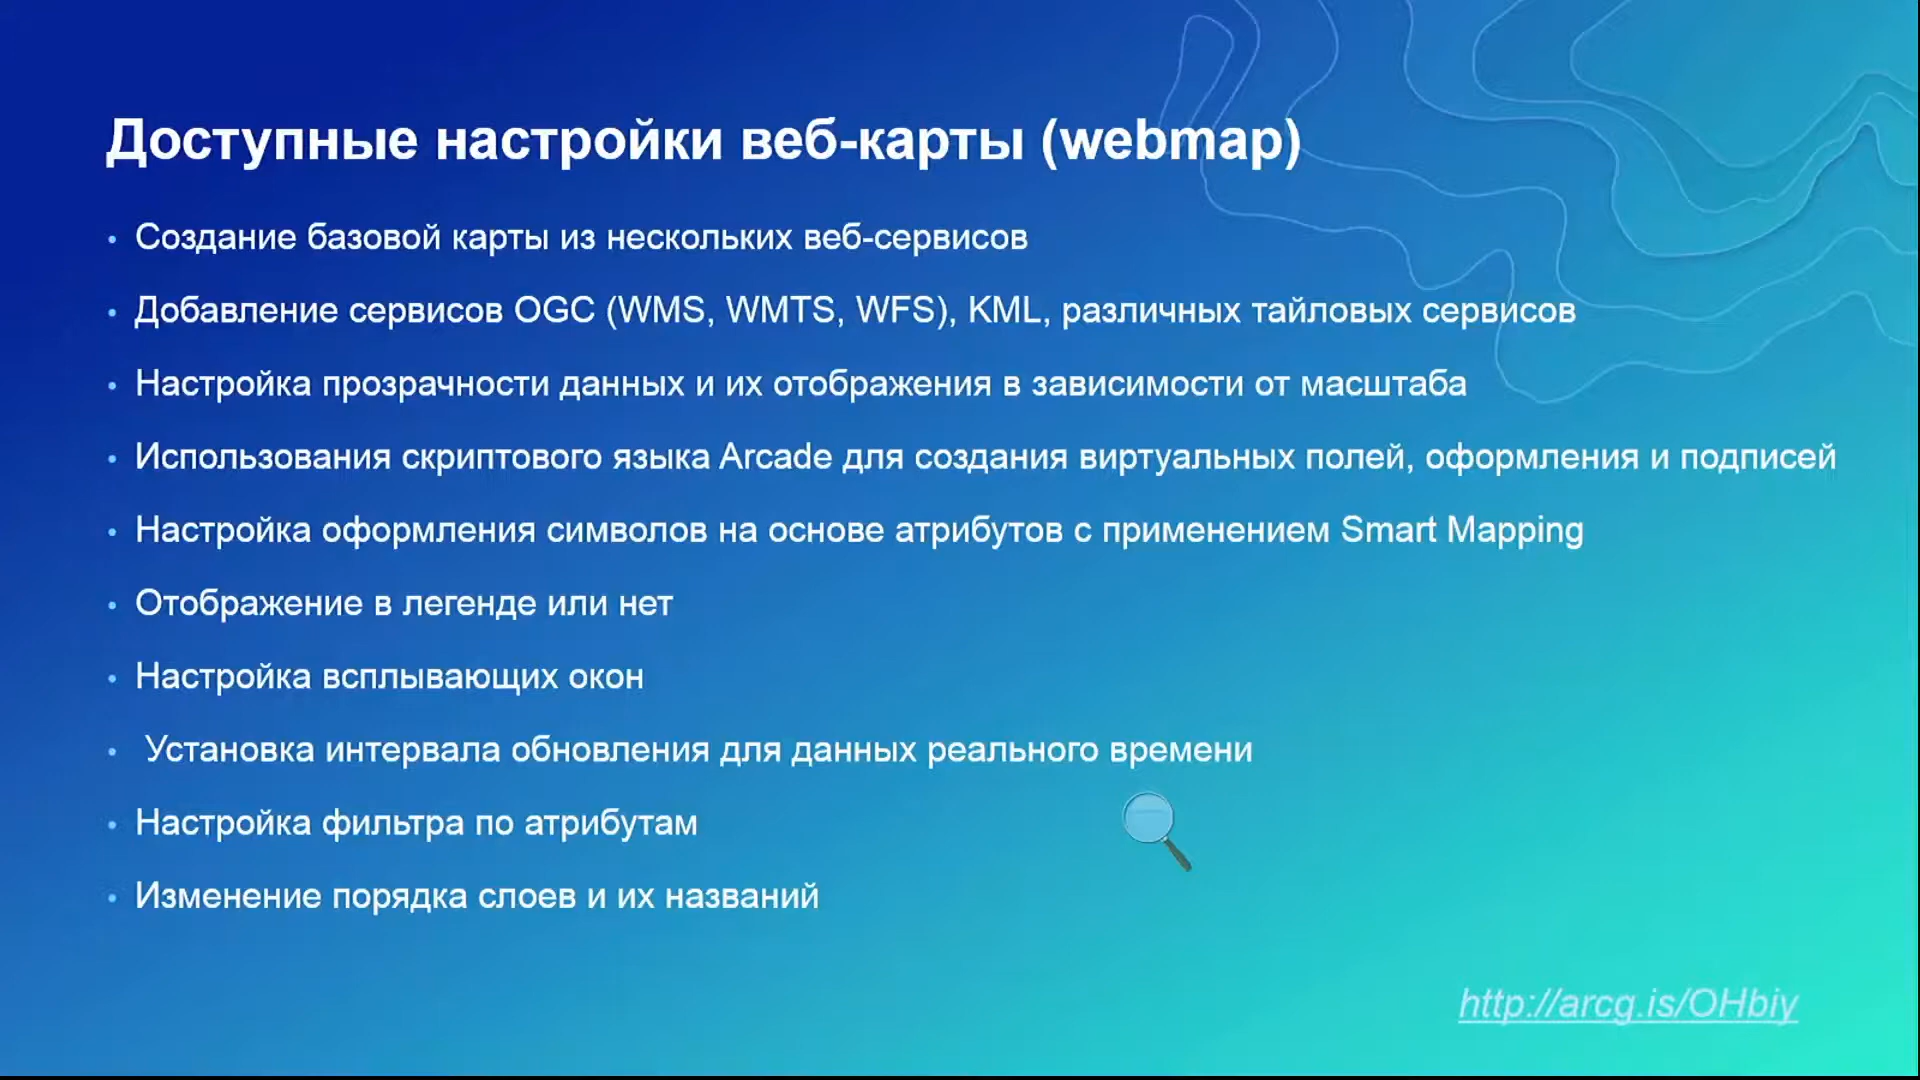 Доступные настройки веб-карты (webmap)
• Создание базовой карты из нескольких веб-сервисов
• Добавление сервисов OGC (WMS, WMTS, WFS), KML, различных тайловых сервисов
• Настройка прозрачности данных и их отображения в зависимости от масштаба
• Использования скриптового языка Arcade для создания виртуальных полей, оформления и подписей
• Настройка оформления символов на основе атрибутов с применением Smart Mapping
• Отображение в легенде или нет
• Настройка всплывающих окон
• Установка интервала обновления для данных реального времени
• Настройка фильтра по атрибутам
• Изменение порядка слоев и их названий
http://arcg.is/OHbiy